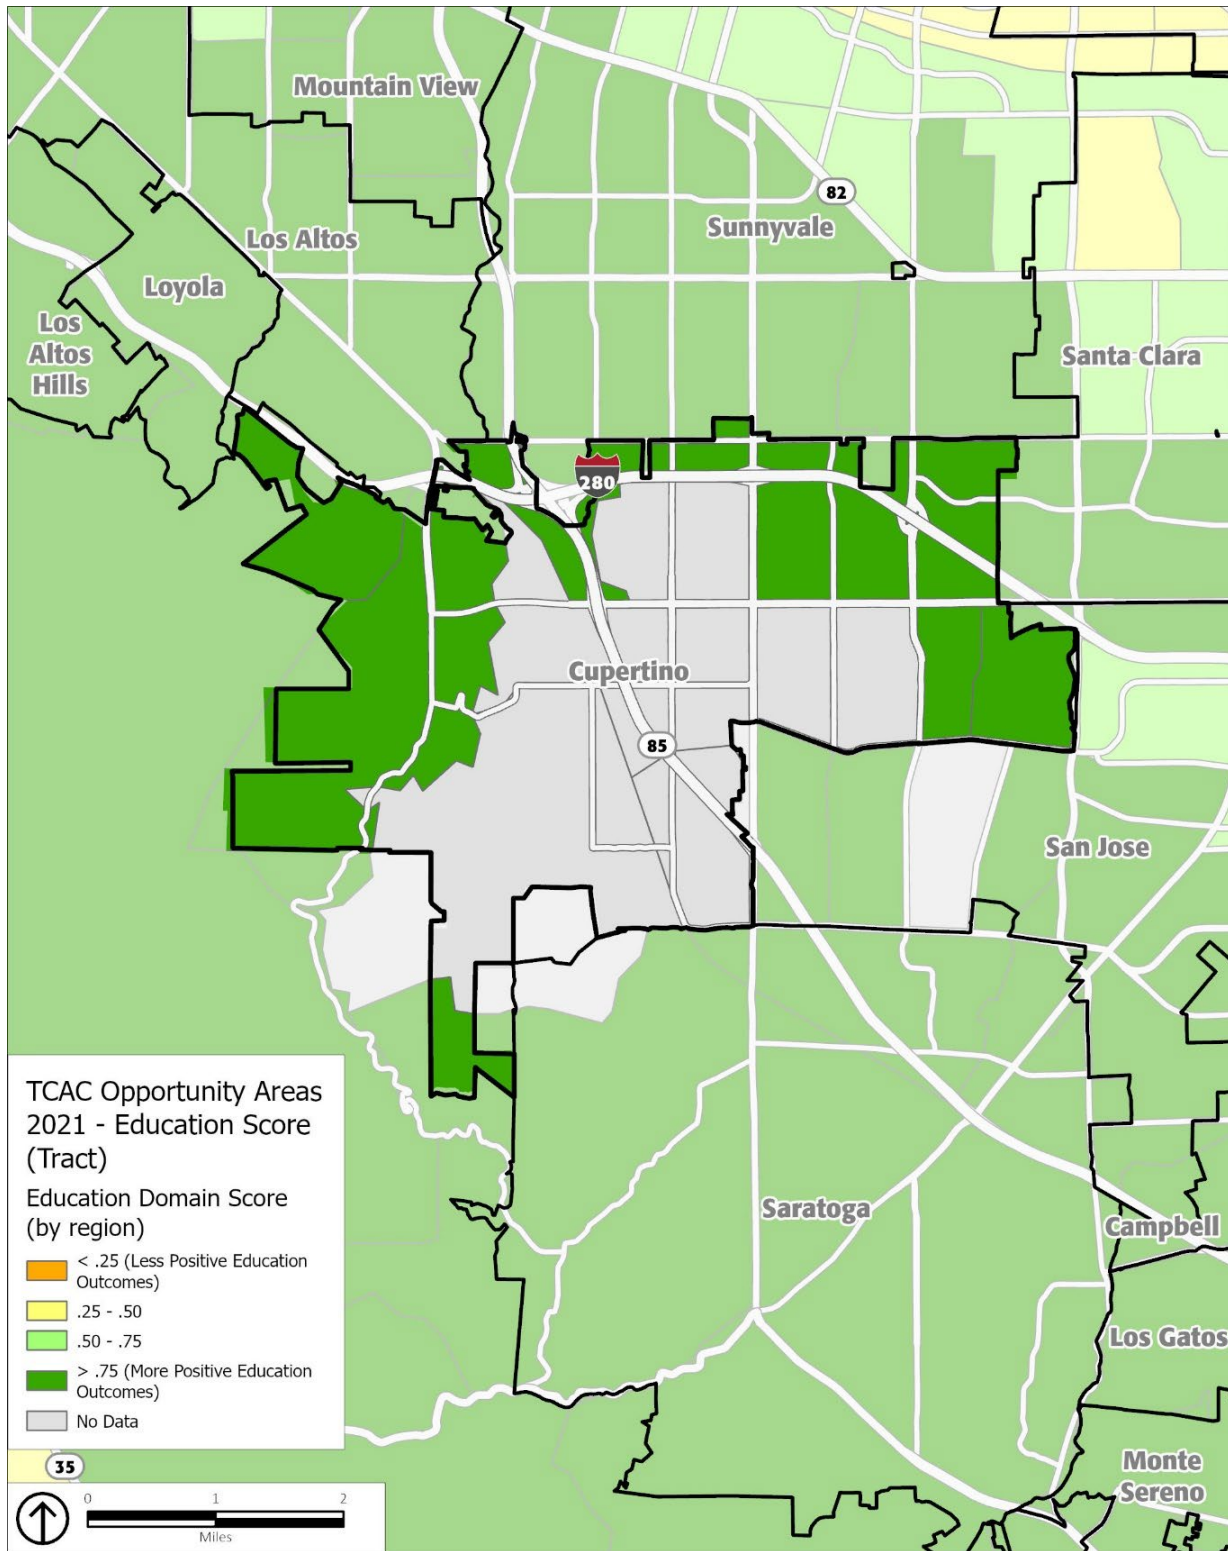 Mountain View
82
Sunnyvale
Los Altos
Loyola
Los
Altos
Hills
Santa Clara
280
Cupertino
85
San Jose
TCAC Opportunity Areas
2021 - Education Score
(Tract)
Education Domain Score
(by region)
< .25 (Less Positive Education
Outcomes)
.25 - .50
.50 - .75
> .75 (More Positive Education
Outcomes)
No Data
Saratoga
Campbell
Los Gatos
Monte
Sereno
35
0 1 2
Miles